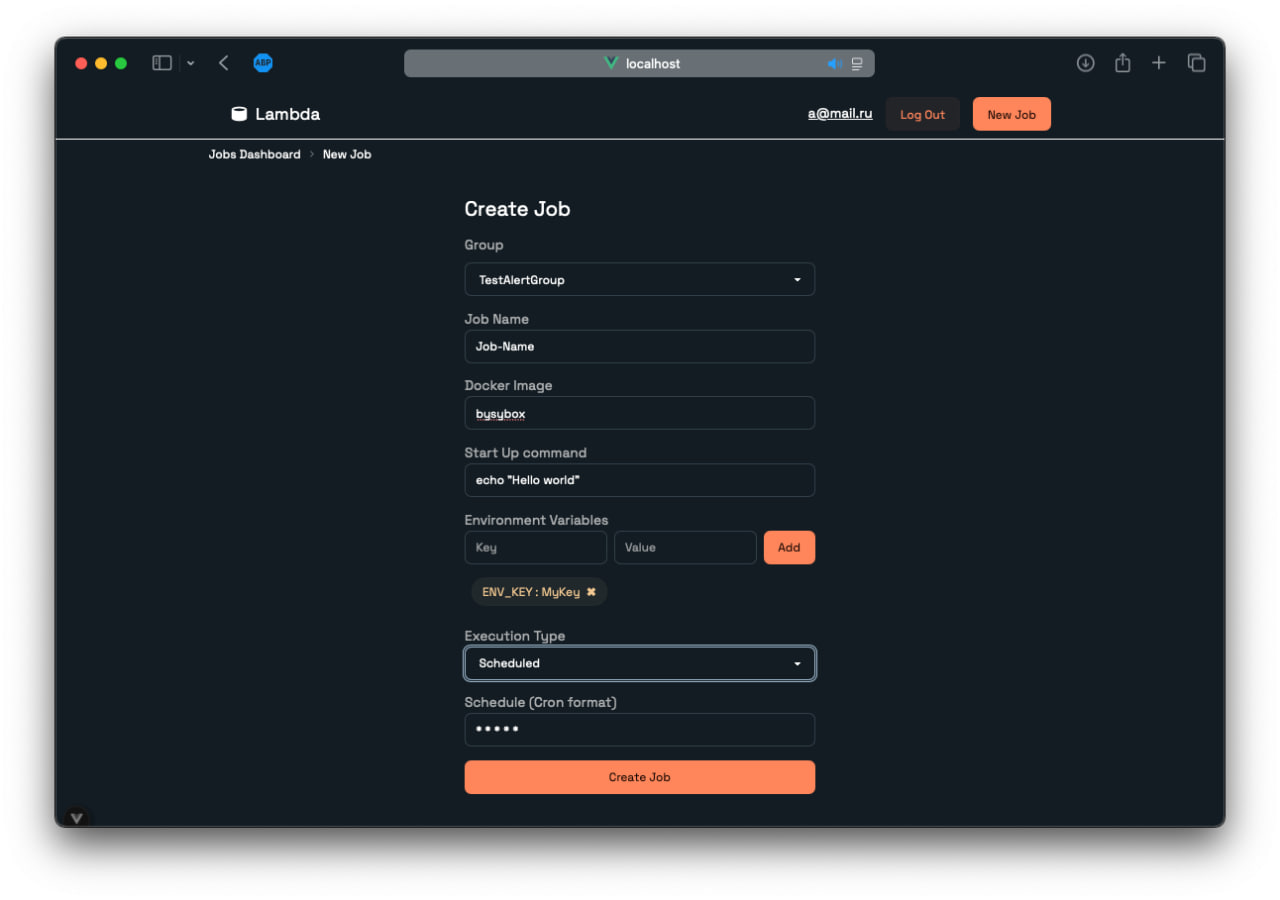 ABP
localhost
Lambda
a@mail.ru
Log Out
New Job
Jobs Dashboard > New Job
Create Job
Group
TestAlertGroup
Job Name
Job-Name
Docker Image
bysybox
Start Up command
echo "Hello world"
Environment Variables
Key
Value
Add
ENV_KEY : MyKey ✖
Execution Type
Scheduled
Schedule (Cron format)
* * * * *
Create Job